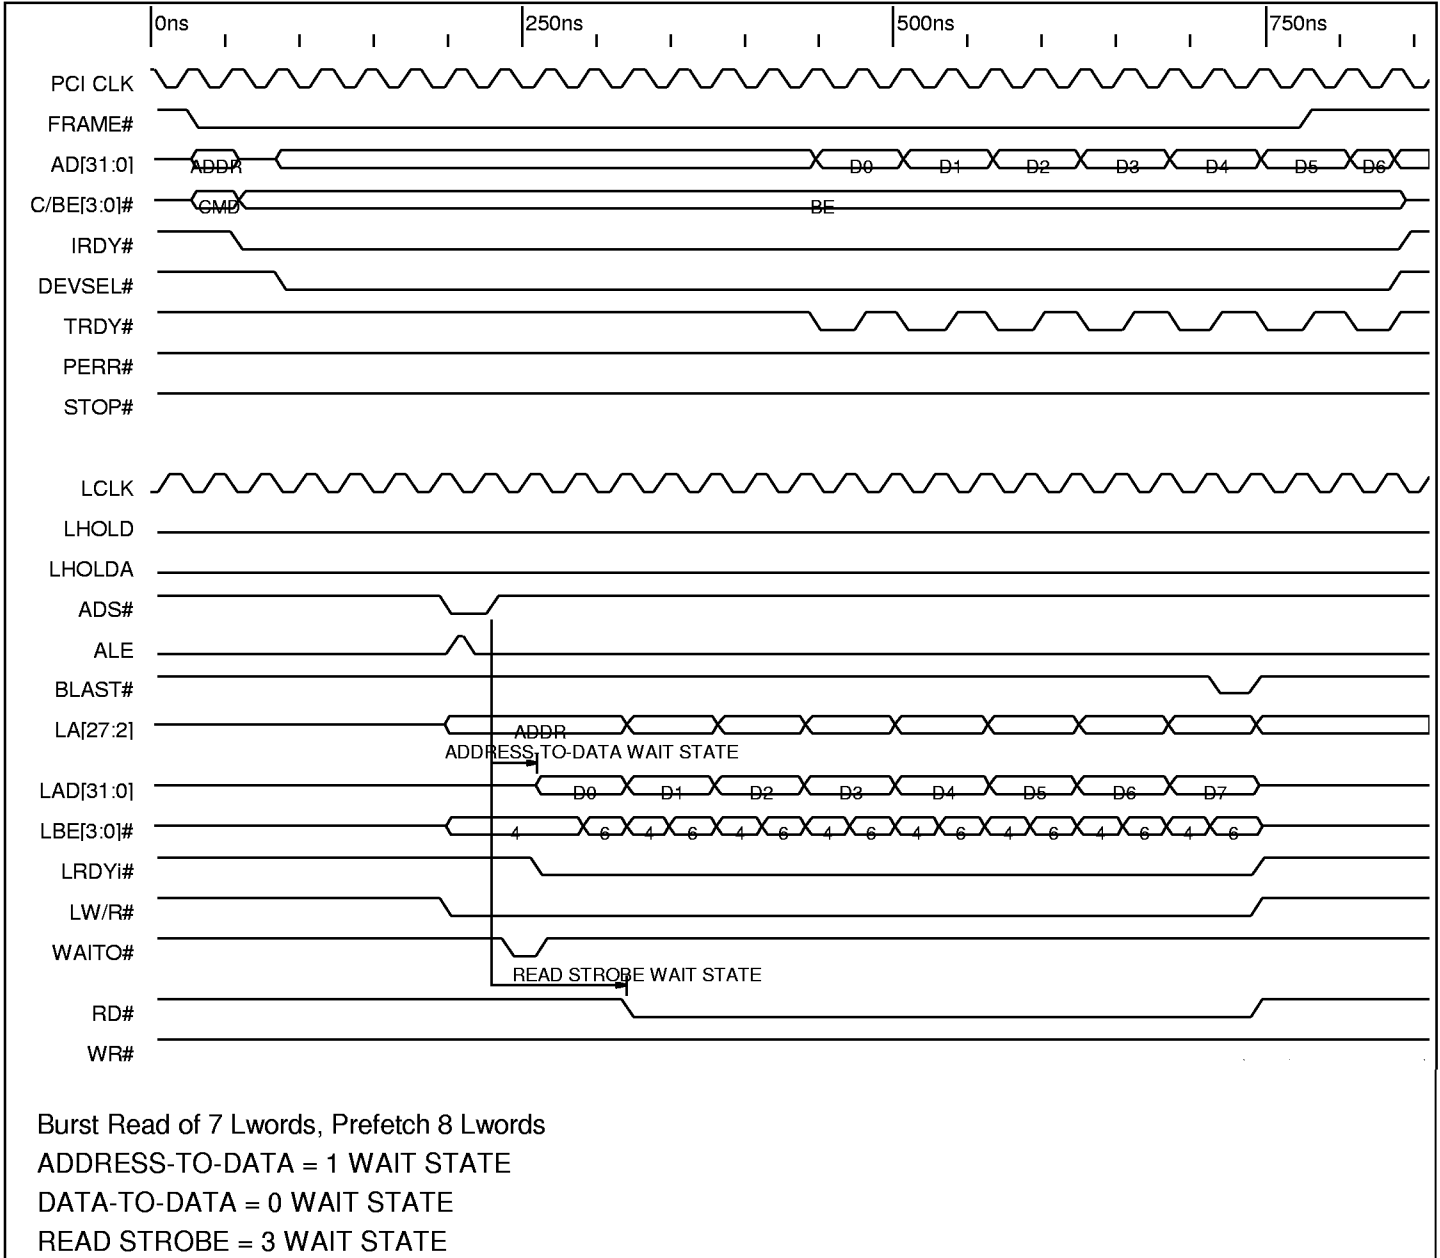 0ns 250ns 500ns 750ns
PCI CLK
FRAME#
AD[31:0] ADDR D0 D1 D2 D3 D4 D5 D6
C/BE[3:0]# CMD BE
IRDY#
DEVSEL#
TRDY#
PERR#
STOP#
LCLK
LHOLD
LHOLDA
ADS#
ALE
BLAST#
LA[27:2] ADDR
ADDRESS-TO-DATA WAIT STATE
LAD[31:0] D0 D1 D2 D3 D4 D5 D6 D7
LBE[3:0]# 4 6 4 6 4 6 4 6 4 6 4 6 4 6 4 6
LRDYi#
LW/R#
WAITO#
READ STROBE WAIT STATE
RD#
WR#
Burst Read of 7 Lwords, Prefetch 8 Lwords
ADDRESS-TO-DATA = 1 WAIT STATE
DATA-TO-DATA = 0 WAIT STATE
READ STROBE = 3 WAIT STATE